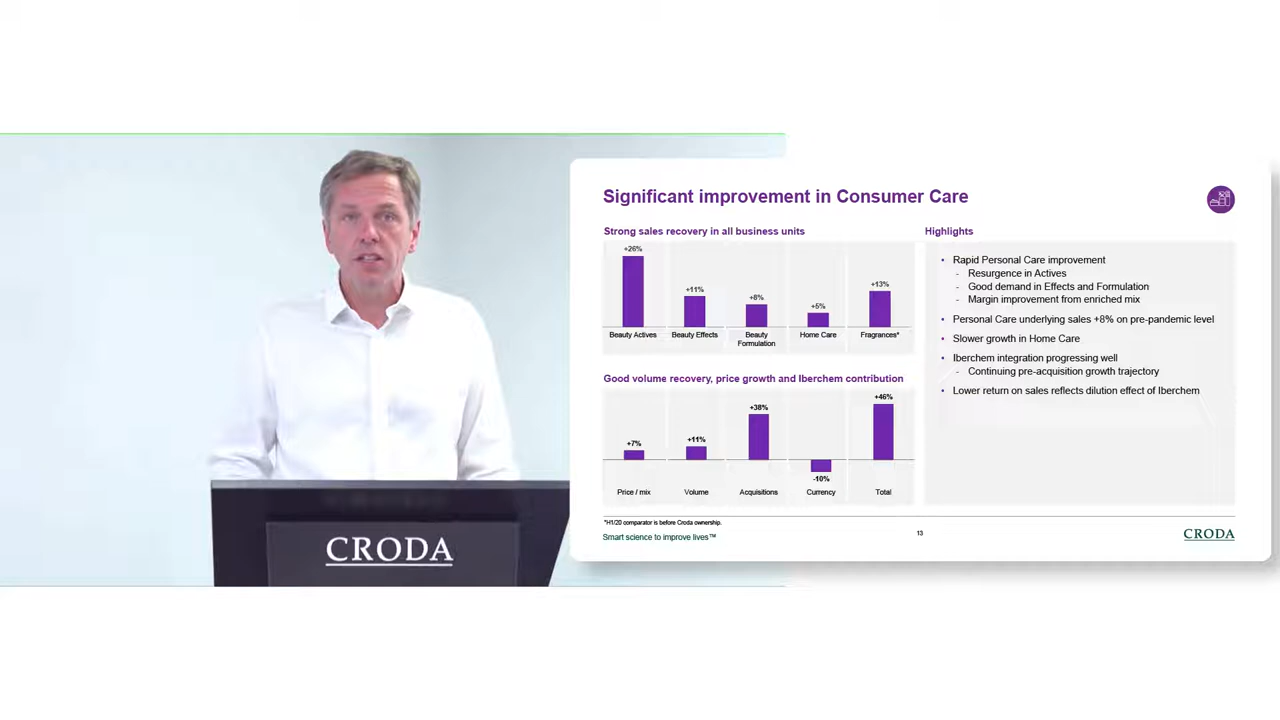 Significant improvement in Consumer Care
Strong sales recovery in all business units
+26%
+11%
+8%
+5%
+13%
Beauty Actives
Beauty Effects
Beauty
Formulation
Home Care
Fragrances*
Good volume recovery, price growth and Iberchem contribution
+7%
+11%
+38%
-10%
+46%
Price / mix
Volume
Acquisitions
Currency
Total
Highlights
• Rapid Personal Care improvement
- Resurgence in Actives
- Good demand in Effects and Formulation
- Margin improvement from enriched mix
• Personal Care underlying sales +8% on pre-pandemic level
• Slower growth in Home Care
• Iberchem integration progressing well
- Continuing pre-acquisition growth trajectory
• Lower return on sales reflects dilution effect of Iberchem
*H1/20 comparator is before Croda ownership.
Smart science to improve lives™
13
CRODA
CRODA